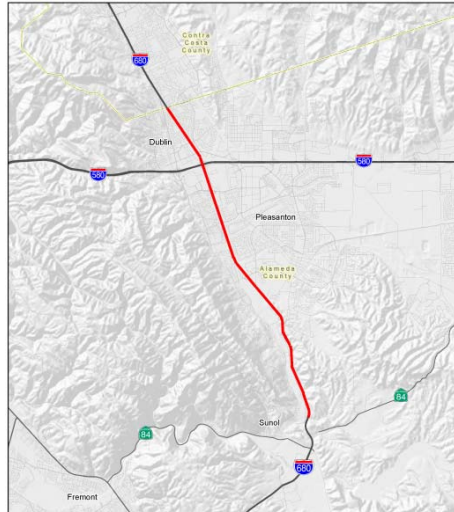 Contra
Costa
County
680
Dublin
580
580
Pleasanton
Alameda
County
84
Sunol
84
680
Fremont